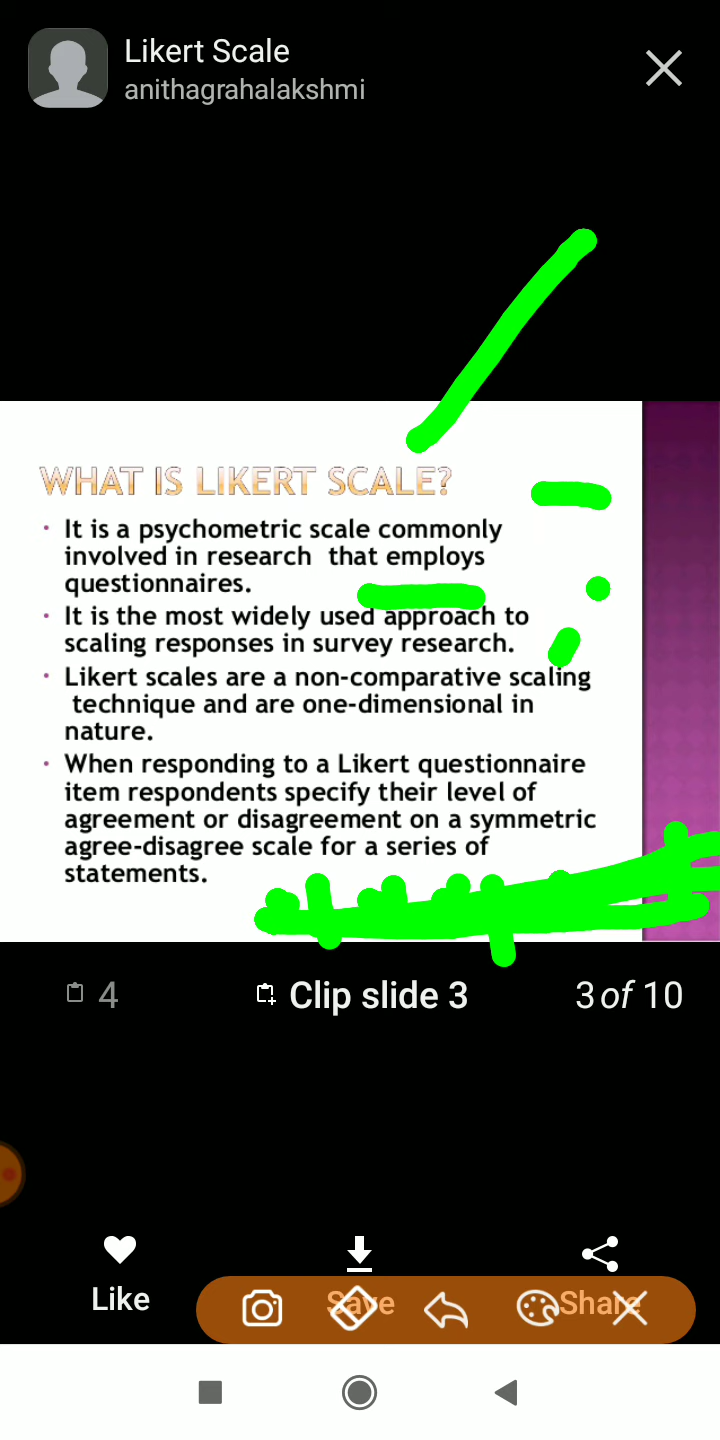 Likert Scale
anithagrahalakshmi
WHAT IS LIKERT SCALE?
• It is a psychometric scale commonly
involved in research that employs
questionnaires.
• It is the most widely used approach to
scaling responses in survey research.
• Likert scales are a non-comparative scaling
technique and are one-dimensional in
nature.
• When responding to a Likert questionnaire
item respondents specify their level of
agreement or disagreement on a symmetric
agree-disagree scale for a series of
statements.
4 Clip slide 3 3 of 10
Like Save Share